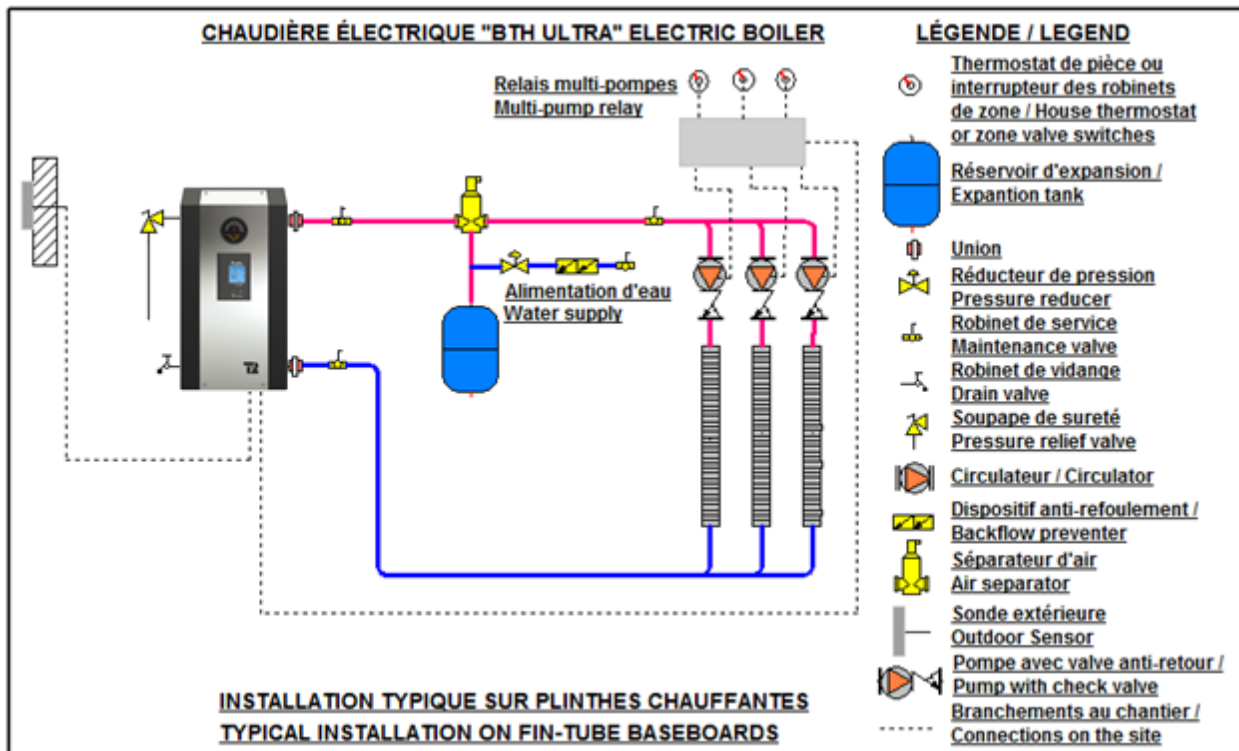 CHAUDIÈRE ÉLECTRIQUE "BTH ULTRA" ELECTRIC BOILER
Relais multi-pompes
Multi-pump relay
Alimentation d'eau
Water supply
INSTALLATION TYPIQUE SUR PLINTHES CHAUFFANTES
TYPICAL INSTALLATION ON FIN-TUBE BASEBOARDS
LÉGENDE / LEGEND
Thermostat de pièce ou
interrupteur des robinets
de zone / House thermostat
or zone valve switches
Réservoir d'expansion /
Expantion tank
Union
Réducteur de pression
Pressure reducer
Robinet de service
Maintenance valve
Robinet de vidange
Drain valve
Soupape de sureté
Pressure relief valve
Circulateur / Circulator
Dispositif anti-refoulement /
Backflow preventer
Séparateur d'air
Air separator
Sonde extérieure
Outdoor Sensor
Pompe avec valve anti-retour /
Pump with check valve
Branchements au chantier /
Connections on the site